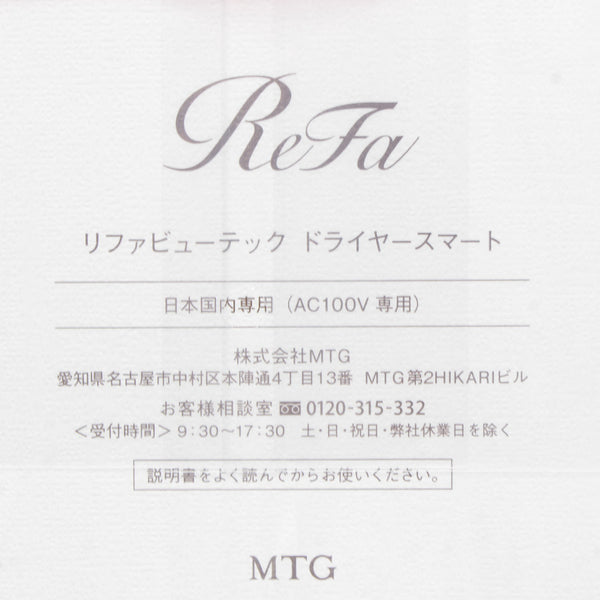 ReFa
リファビューテック ドライヤースマート
日本国内専用（AC100V 専用）
株式会社MTG
愛知県名古屋市中村区本陣通4丁目13番 MTG第2HIKARIビル
お客様相談室 0120-315-332
＜受付時間＞ 9:30～17:30 土・日・祝日・弊社休業日を除く
説明書をよく読んでからお使いください。
MTG